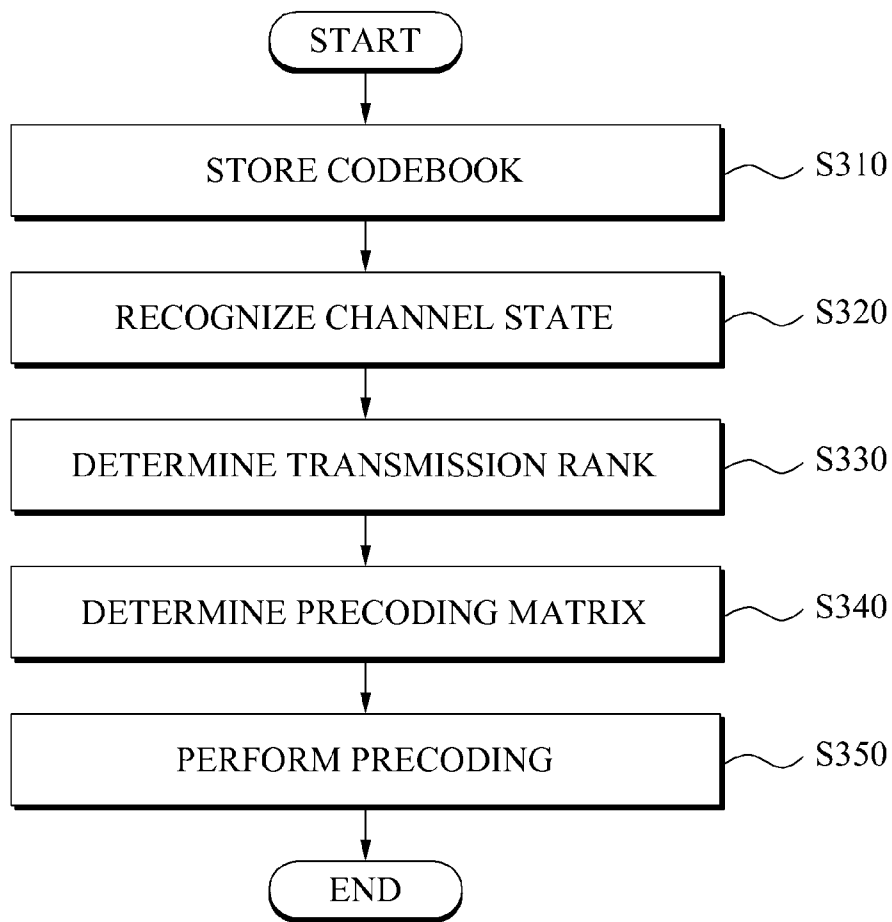 START
STORE CODEBOOK
S310
RECOGNIZE CHANNEL STATE
S320
DETERMINE TRANSMISSION RANK
S330
DETERMINE PRECODING MATRIX
S340
PERFORM PRECODING
S350
END